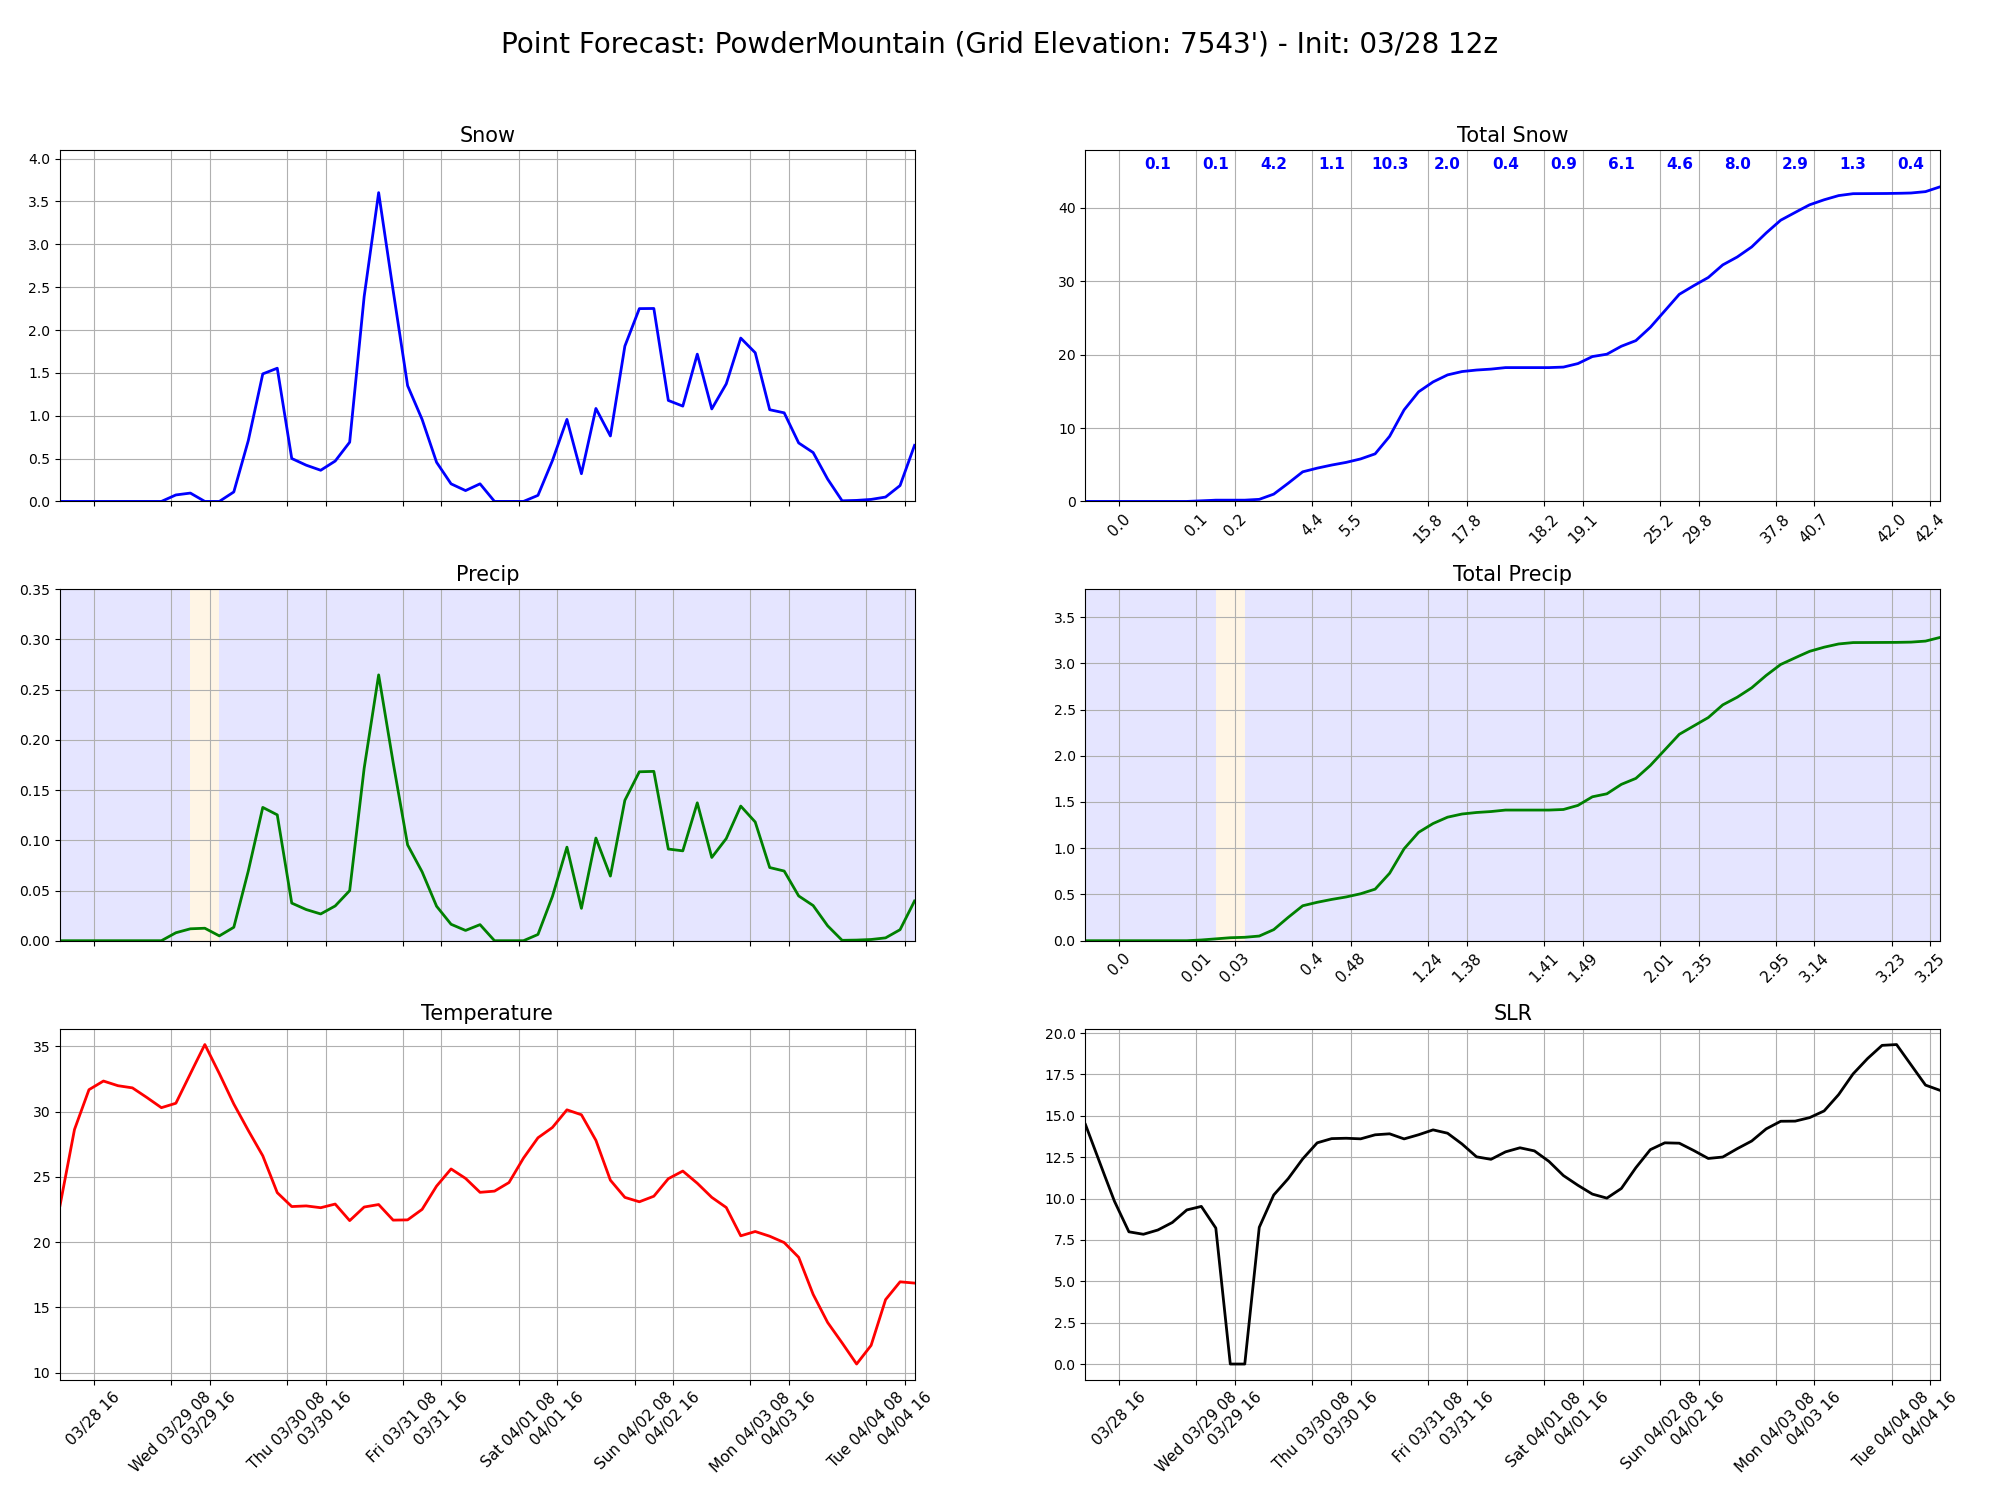 Point Forecast: PowderMountain (Grid Elevation: 7543') - Init: 03/28 12z
Snow
4.0
3.5
3.0
2.5
2.0
1.5
1.0
0.5
0.0
Total Snow
0.1 0.1 4.2 1.1 10.3 2.0 0.4 0.9 6.1 4.6 8.0 2.9 1.3 0.4
40
30
20
10
0
0.0 0.1 0.2 4.4 5.5 15.8 17.8 18.2 19.1 25.2 29.8 37.8 40.7 42.0 42.4
Precip
0.35
0.30
0.25
0.20
0.15
0.10
0.05
0.00
Total Precip
3.5
3.0
2.5
2.0
1.5
1.0
0.5
0.0
0.0 0.01 0.03 0.4 0.48 1.24 1.38 1.41 1.49 2.01 2.35 2.95 3.14 3.23 3.25
Temperature
35
30
25
20
15
10
03/28 16
Wed 03/29 08
03/29 16
Thu 03/30 08
03/30 16
Fri 03/31 08
03/31 16
Sat 04/01 08
04/01 16
Sun 04/02 08
04/02 16
Mon 04/03 08
04/03 16
Tue 04/04 08
04/04 16
SLR
20.0
17.5
15.0
12.5
10.0
7.5
5.0
2.5
0.0
03/28 16
Wed 03/29 08
03/29 16
Thu 03/30 08
03/30 16
Fri 03/31 08
03/31 16
Sat 04/01 08
04/01 16
Sun 04/02 08
04/02 16
Mon 04/03 08
04/03 16
Tue 04/04 08
04/04 16